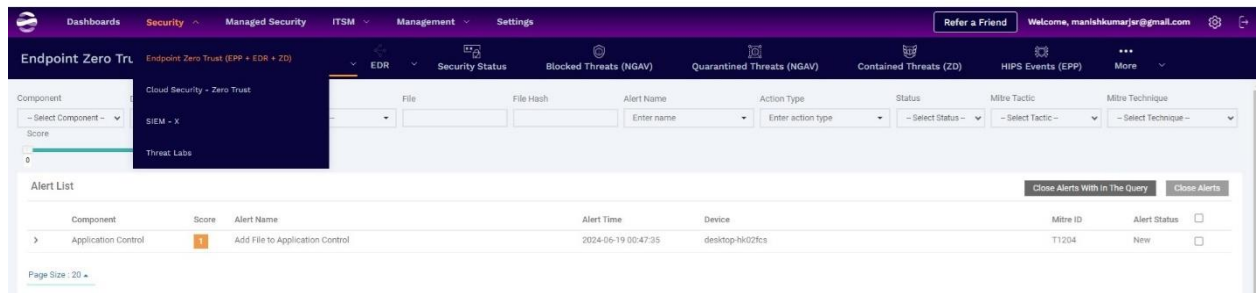 Dashboards Security Managed Security ITSM Management Settings Refer a Friend Welcome, manishkumarjsr@gmail.com
Endpoint Zero Tru EDR Security Status Blocked Threats (NGAV) Quarantined Threats (NGAV) Contained Threats (ZD) HIPS Events (EPP) More
Endpoint Zero Trust (EPP + EDR + ZD)
Cloud Security - Zero Trust
SIEM - X
Threat Labs
Component File File Hash Alert Name Action Type Status Mitre Tactic Mitre Technique
-- Select Component -- Enter name Enter action type -- Select Status -- -- Select Tactic -- -- Select Technique --
Score
0
Alert List Close Alerts With In The Query Close Alerts
Component Score Alert Name Alert Time Device Mitre ID Alert Status
Application Control 1 Add File to Application Control 2024-06-19 00:47:35 desktop-hk02fcs T1204 New
Page Size : 20